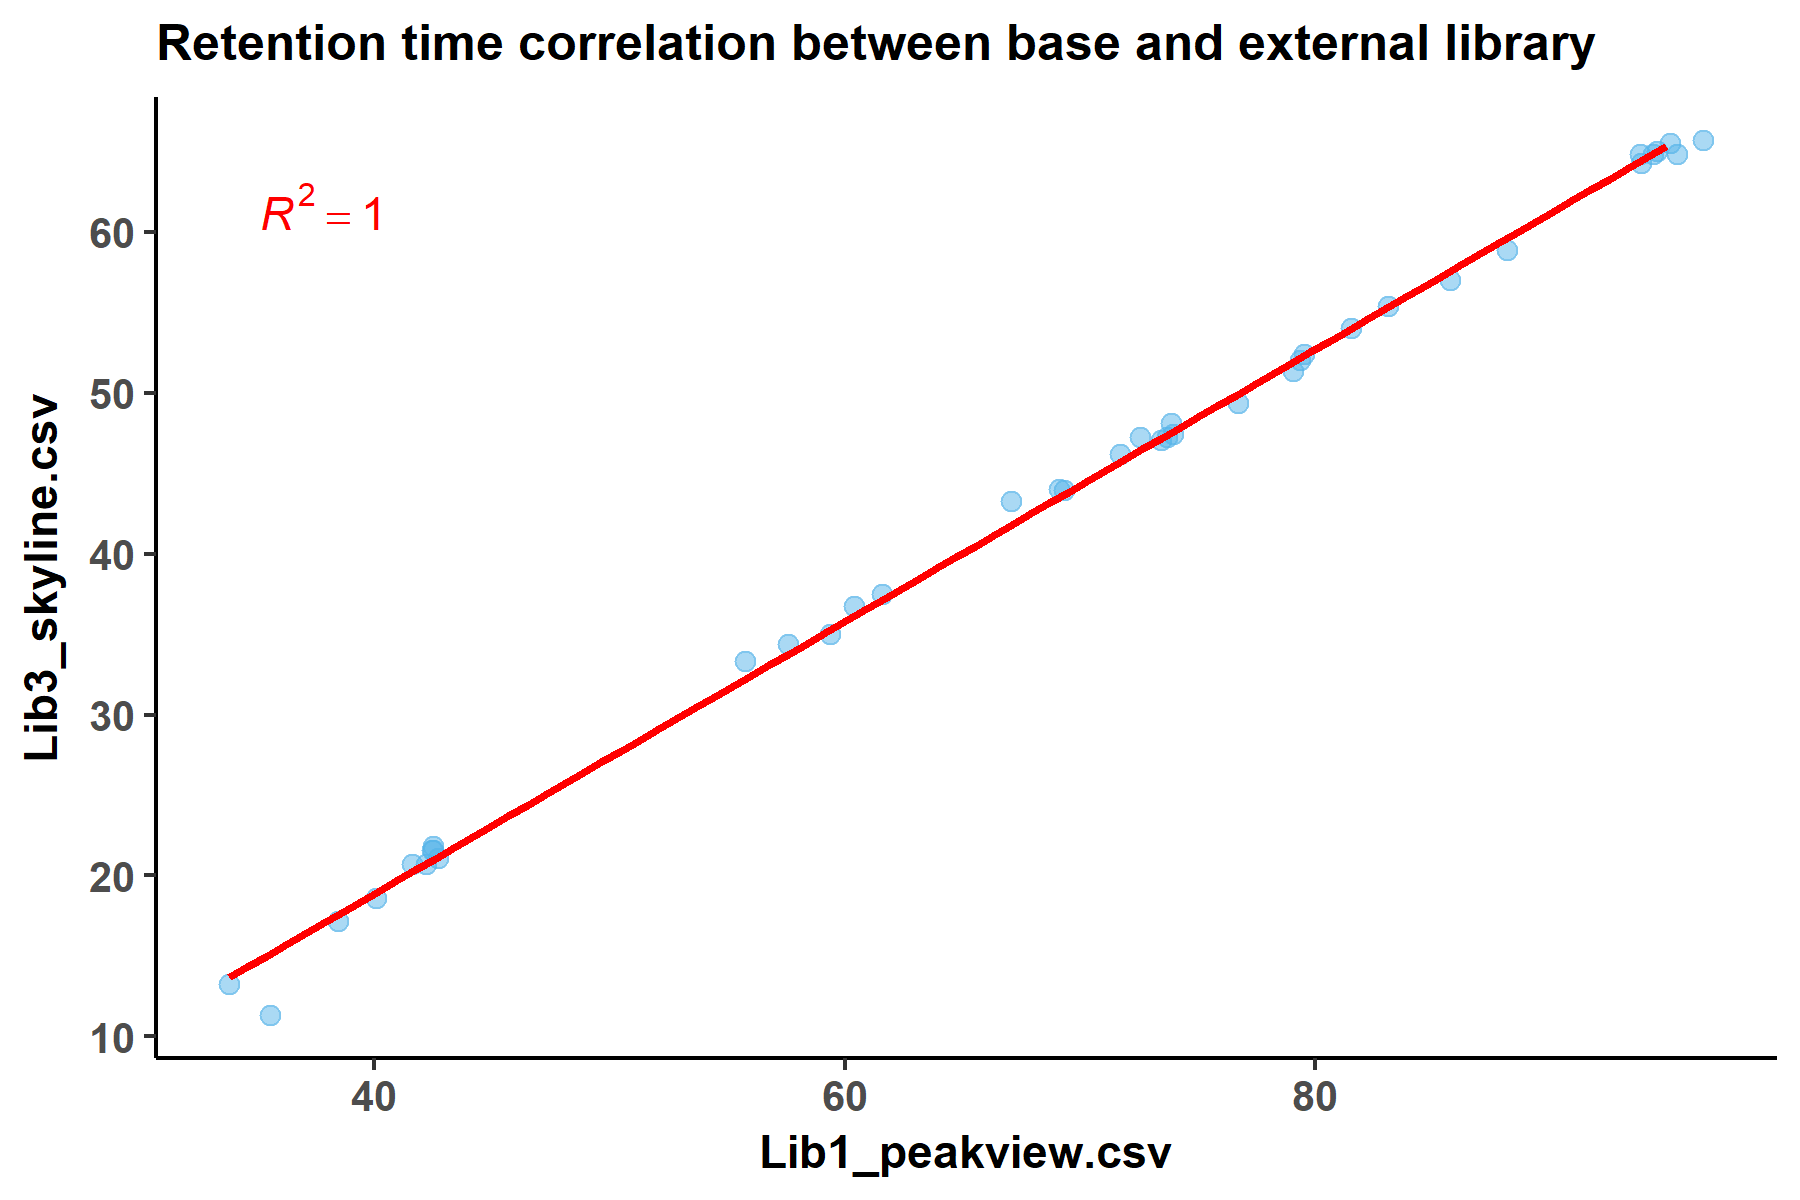 Retention time correlation between base and external library
R² = 1
60
50
40
30
20
10
Lib3_skyline.csv
40 60 80
Lib1_peakview.csv